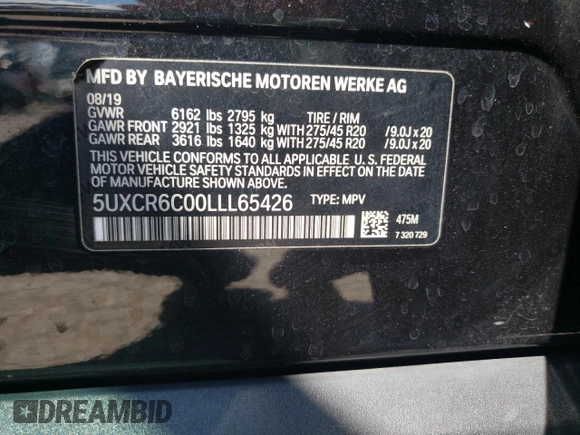 MFD BY BAYERISCHE MOTOREN WERKE AG
08/19
GVWR 6162 lbs 2795 kg TIRE / RIM
GAWR FRONT 2921 lbs 1325 kg WITH 275/45 R20 /9.0J x 20
GAWR REAR 3616 lbs 1640 kg WITH 275/45 R20 /9.0J x 20
THIS VEHICLE CONFORMS TO ALL APPLICABLE U. S. FEDERAL
MOTOR VEHICLE SAFETY STANDARDS IN EFFECT ON THE
DATE OF MANUFACTURE SHOWN ABOVE.
5UXCR6C00LLL65426 TYPE: MPV
475M
7 320 729
DREAMBID